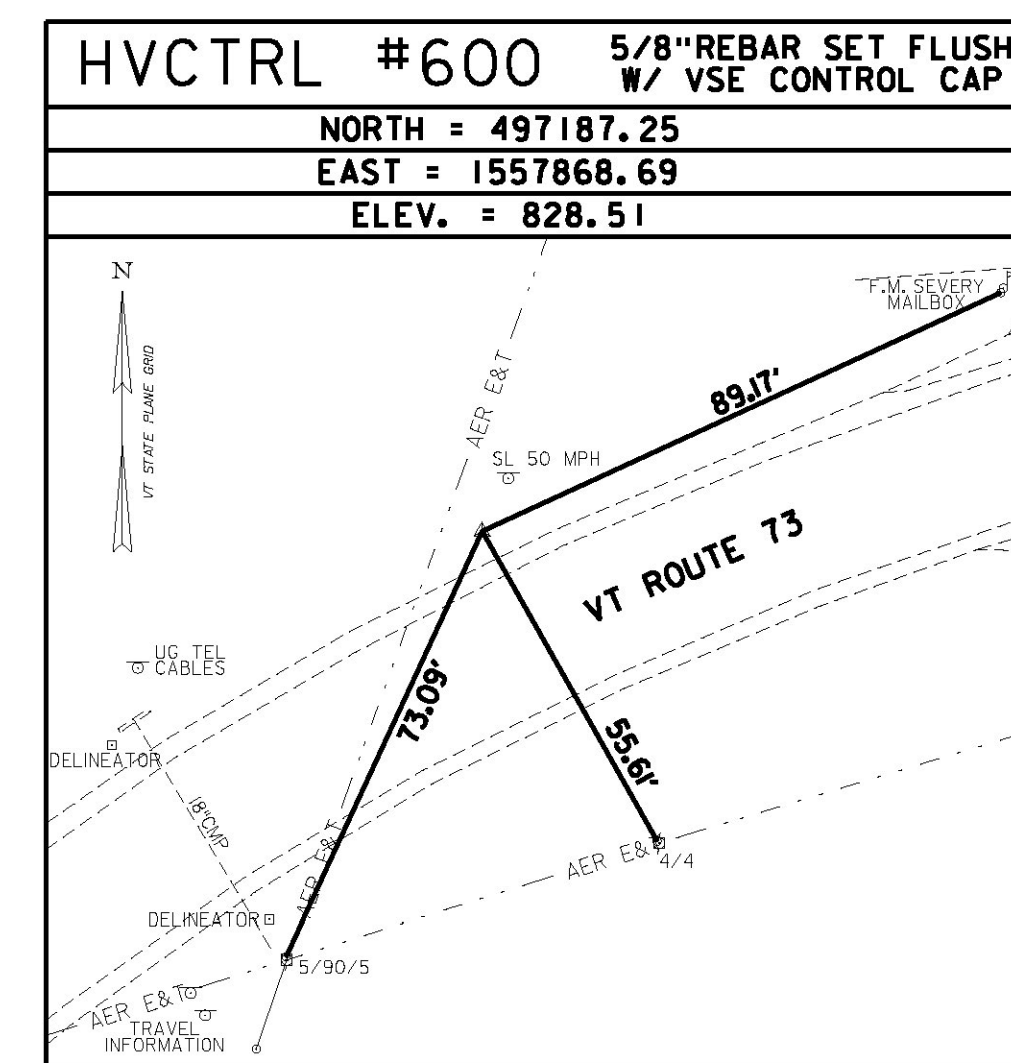 HVCTRL #600
5/8"REBAR SET FLUSH
W/ VSE CONTROL CAP
NORTH = 497187.25
EAST = 1557868.69
ELEV. = 828.51
N
VT STATE PLANE GRID
F.M. SEVERY
MAILBOX
AER E&T
89.17'
SL 50 MPH
VT ROUTE 73
UG TEL
CABLES
73.09'
55.61'
DELINEATOR
18"CMP
AER E&T
AER E&T
4/4
DELINEATOR
5/90/5
AER E&T
TRAVEL
INFORMATION